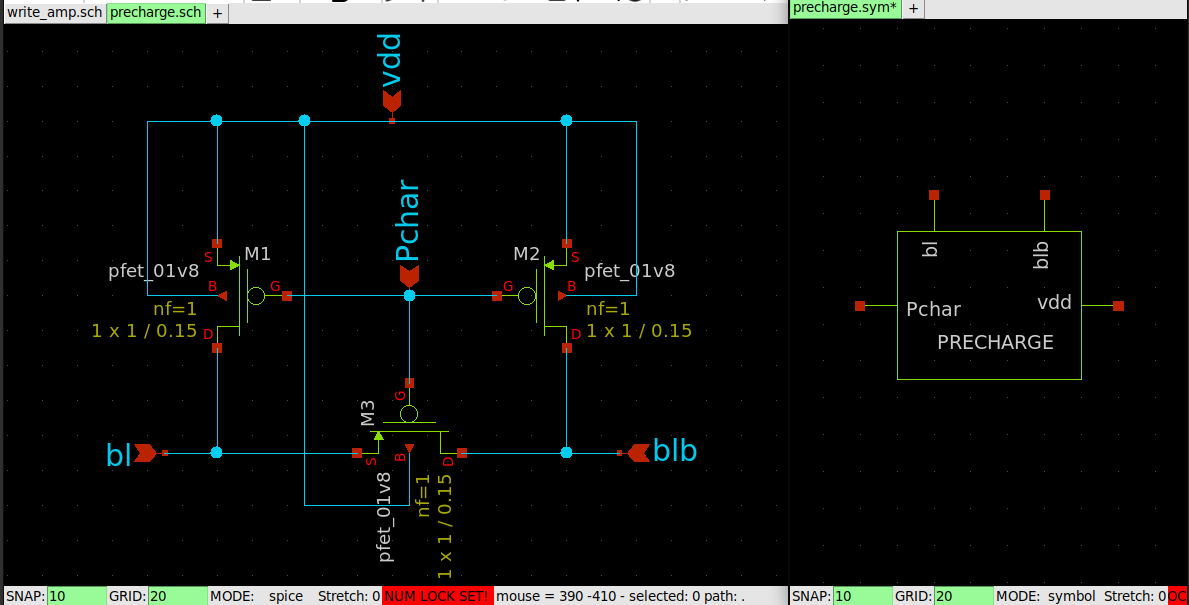 write_amp.sch precharge.sch +
precharge.sym* +
vdd
Pchar
S
M1
pfet_01v8
B
G
nf=1
1 x 1 / 0.15
D
M2
S
pfet_01v8
G
B
nf=1
D
1 x 1 / 0.15
G
M3
bl
S
B
D
blb
pfet_01v8
nf=1
1 x 1 / 0.15
bl
blb
Pchar
vdd
PRECHARGE
SNAP: 10 GRID: 20 MODE: spice Stretch: 0 NUM LOCK SET! mouse = 390 -410 - selected: 0 path: .
SNAP: 10 GRID: 20 MODE: symbol Stretch: 0